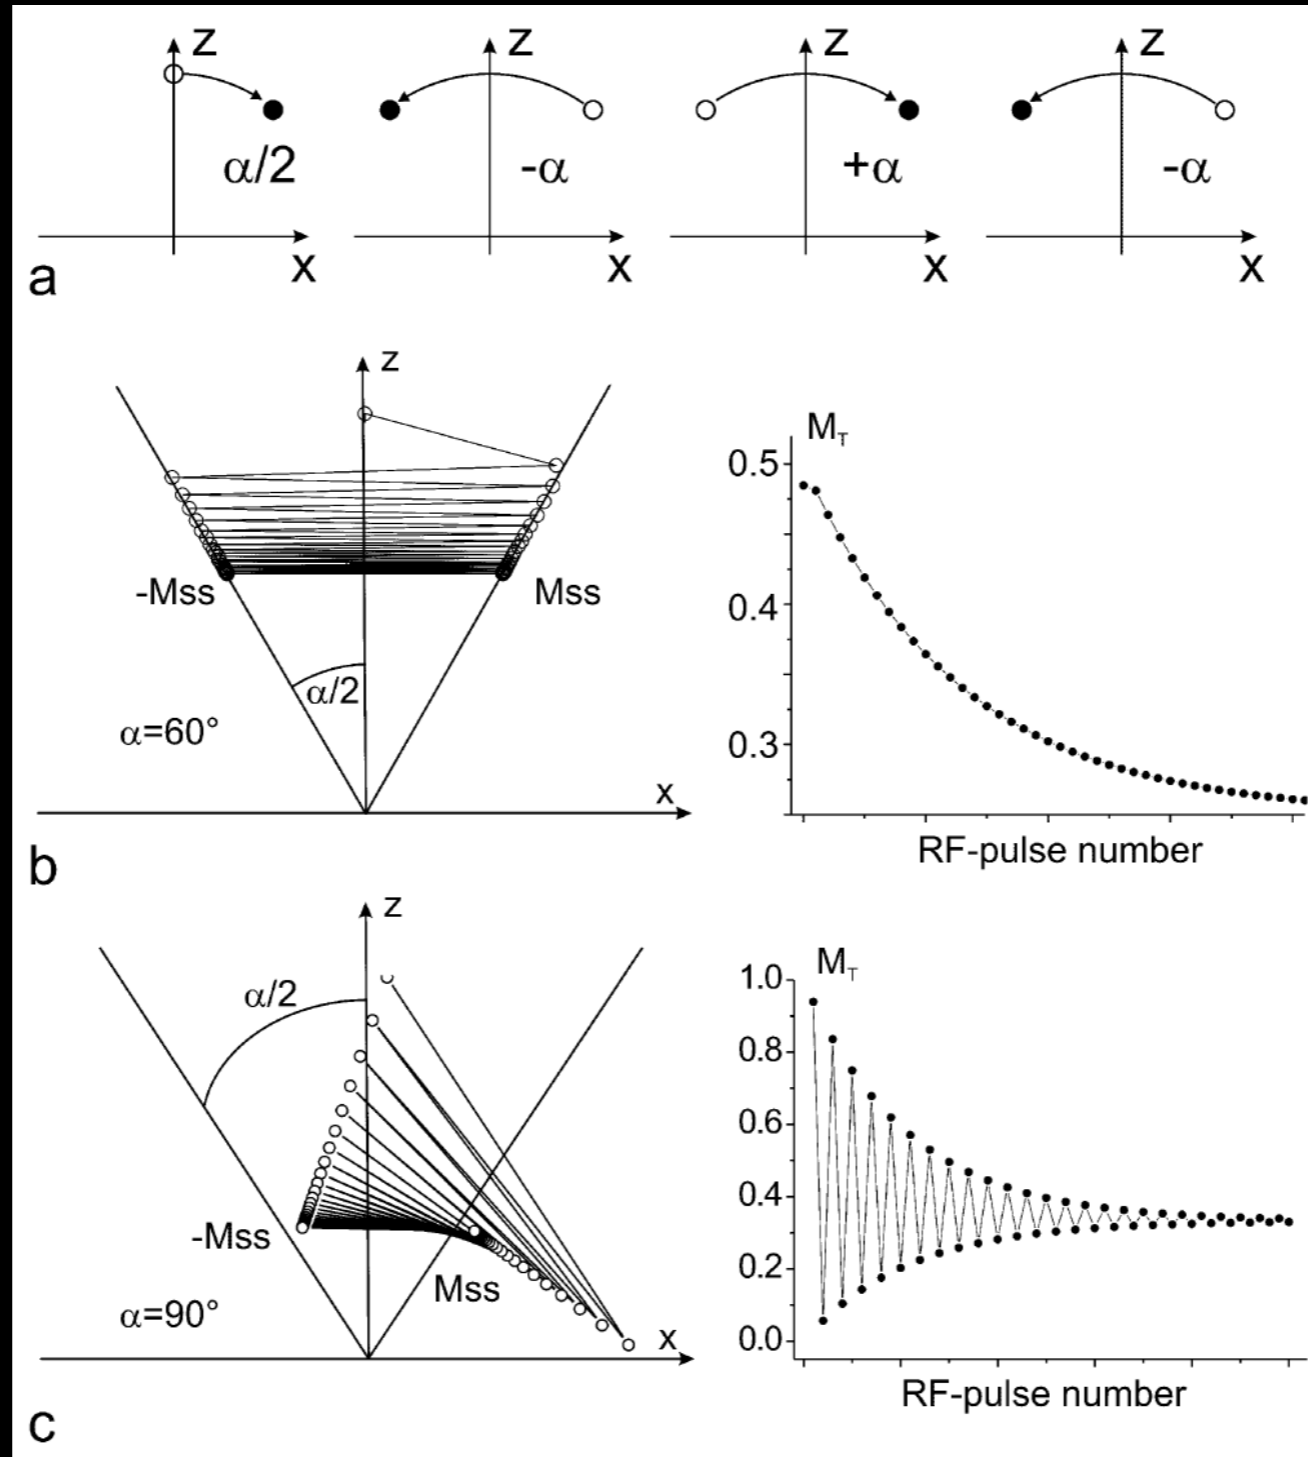 z z z z
α/2 -α +α -α
x x x x
a
z
-Mss Mss
α/2
α=60°
x
M_T
0.5
0.4
0.3
RF-pulse number
b
z
α/2
-Mss
Mss
α=90°
x
M_T
1.0
0.8
0.6
0.4
0.2
0.0
RF-pulse number
c